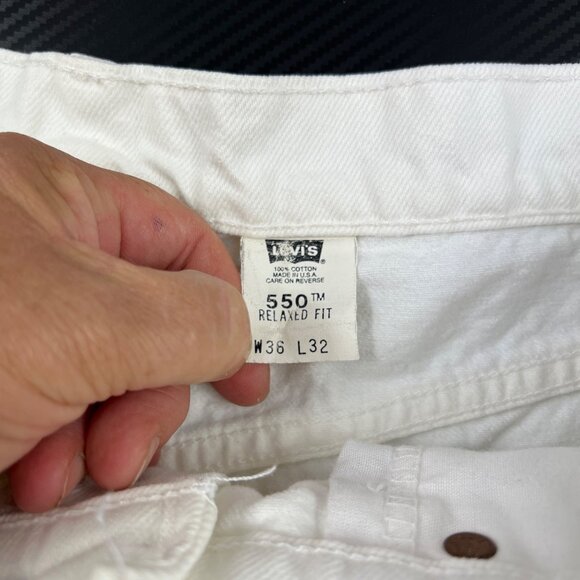 LEVI'S ®
100% COTTON
MADE IN U.S.A.
CARE ON REVERSE
550™
RELAXED FIT
W36 L32